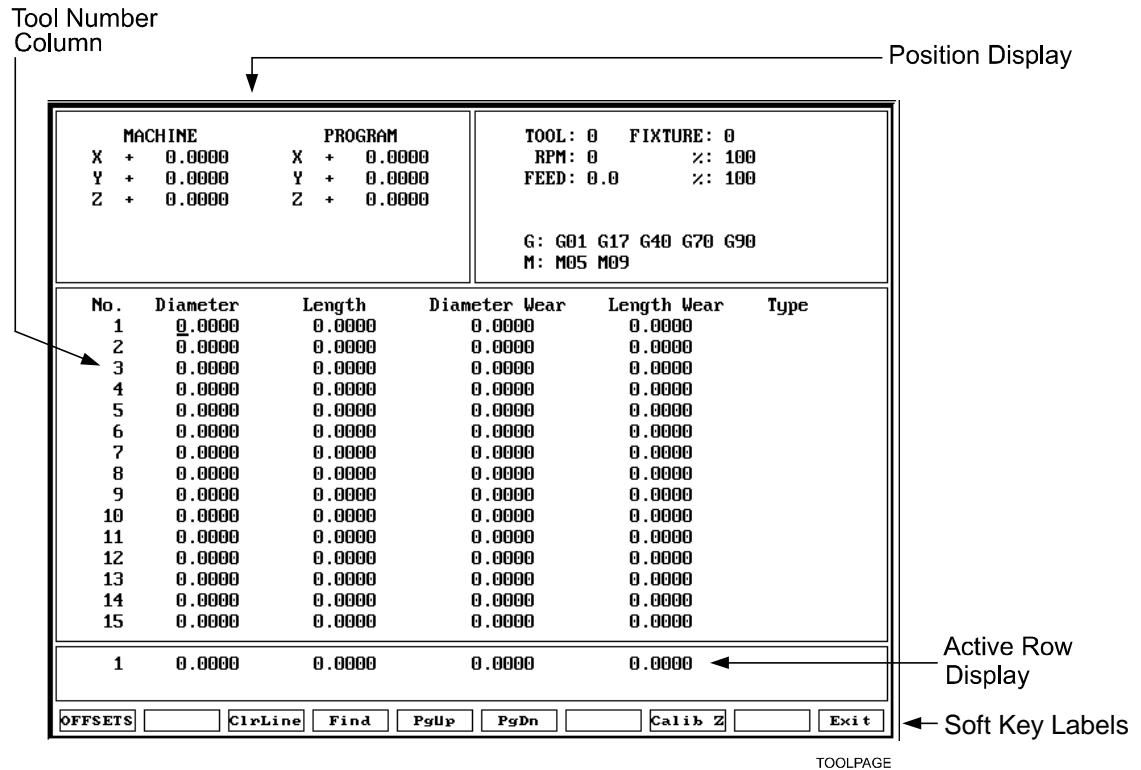 Tool Number
Column
Position Display
MACHINE PROGRAM
X + 0.0000 X + 0.0000
Y + 0.0000 Y + 0.0000
Z + 0.0000 Z + 0.0000
TOOL: 0 FIXTURE: 0
RPM: 0 %: 100
FEED: 0.0 %: 100
G: G01 G17 G40 G70 G90
M: M05 M09
No. Diameter Length Diameter Wear Length Wear Type
1 0.0000 0.0000 0.0000 0.0000
2 0.0000 0.0000 0.0000 0.0000
3 0.0000 0.0000 0.0000 0.0000
4 0.0000 0.0000 0.0000 0.0000
5 0.0000 0.0000 0.0000 0.0000
6 0.0000 0.0000 0.0000 0.0000
7 0.0000 0.0000 0.0000 0.0000
8 0.0000 0.0000 0.0000 0.0000
9 0.0000 0.0000 0.0000 0.0000
10 0.0000 0.0000 0.0000 0.0000
11 0.0000 0.0000 0.0000 0.0000
12 0.0000 0.0000 0.0000 0.0000
13 0.0000 0.0000 0.0000 0.0000
14 0.0000 0.0000 0.0000 0.0000
15 0.0000 0.0000 0.0000 0.0000
1 0.0000 0.0000 0.0000 0.0000
Active Row
Display
OFFSETS ClrLine Find PgUp PgDn Calib Z Exit
Soft Key Labels
TOOLPAGE